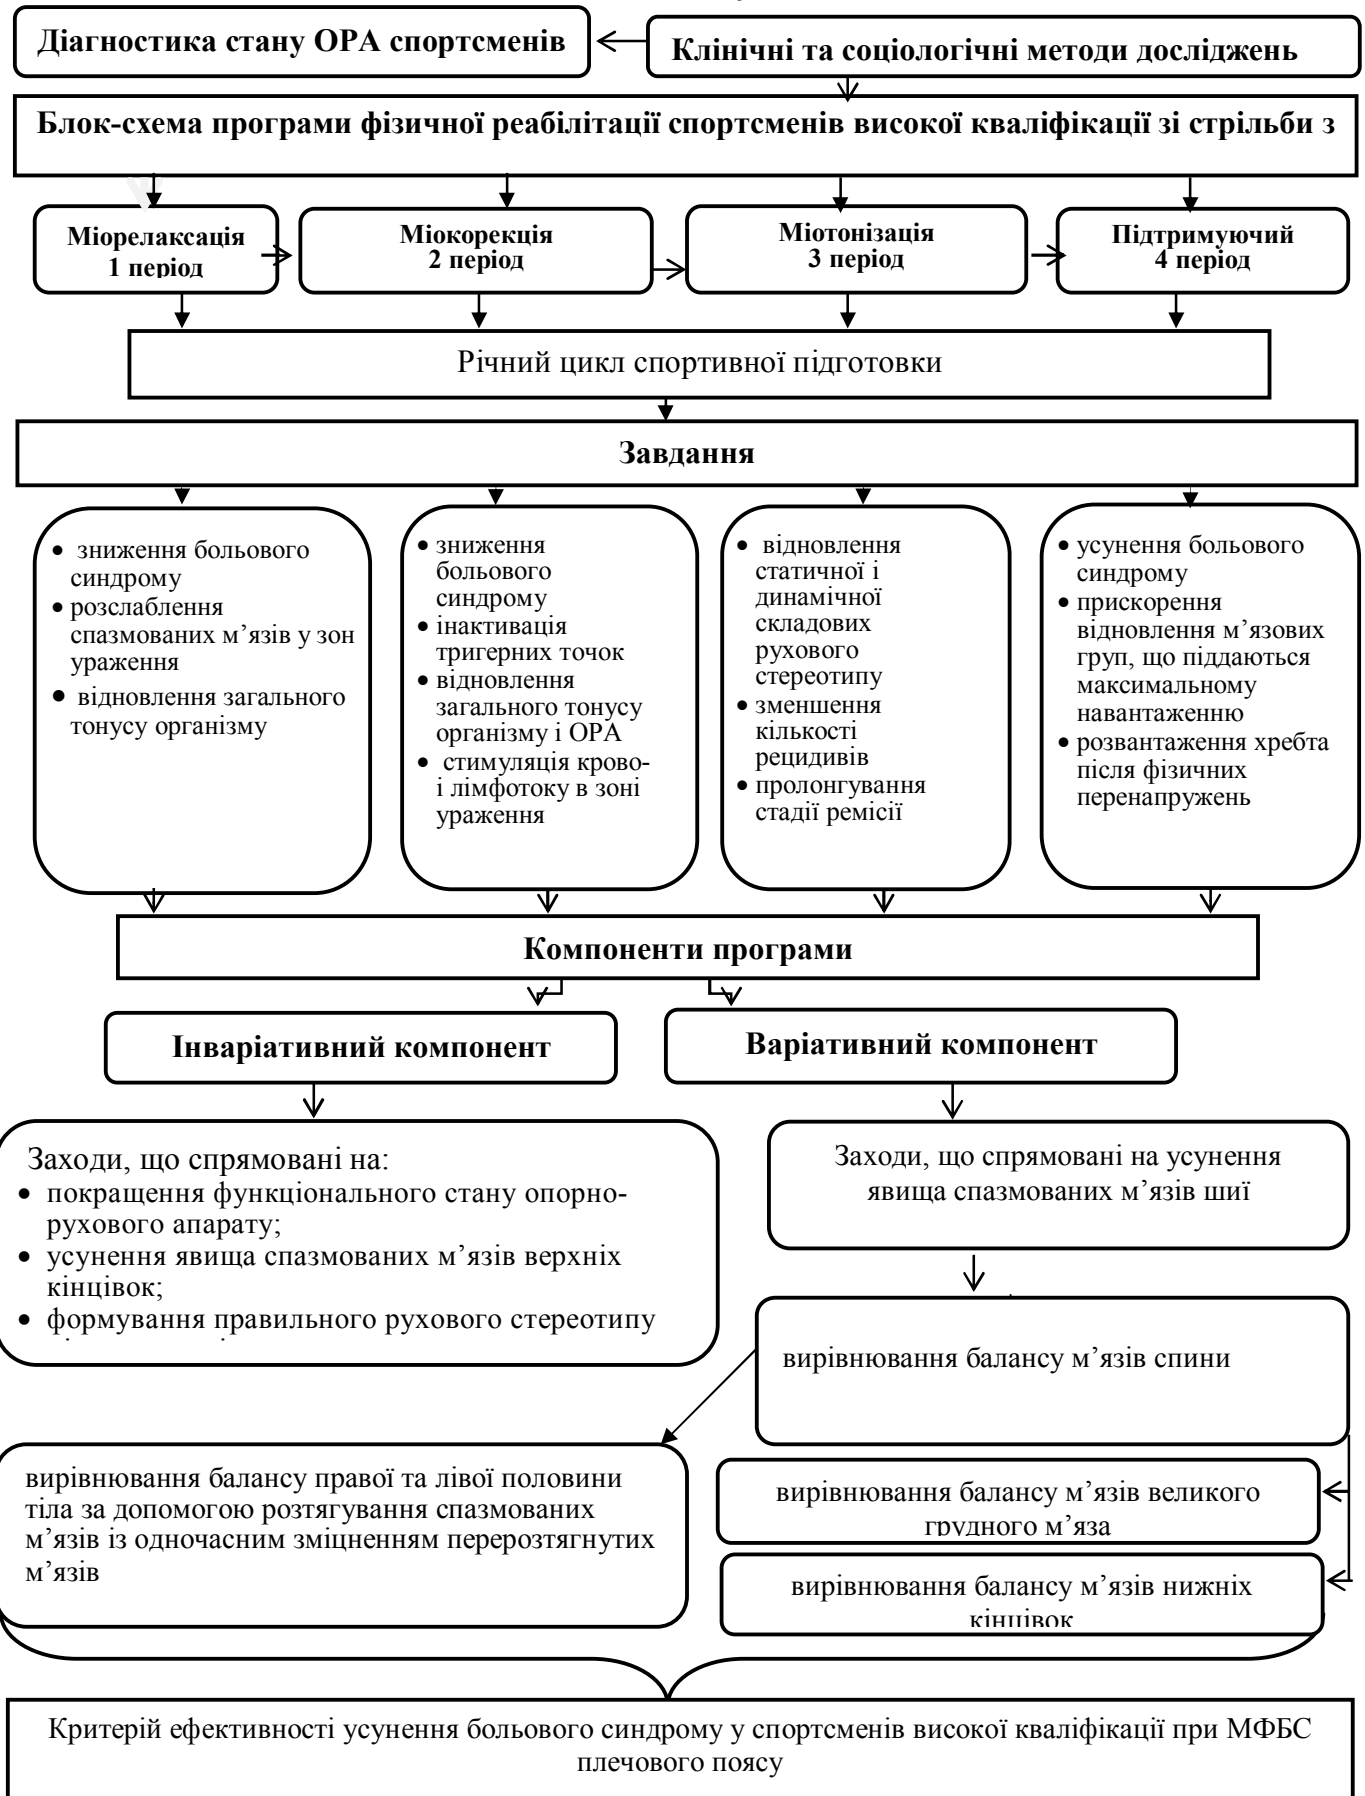 Діагностика стану ОРА спортсменів
Клінічні та соціологічні методи досліджень
Блок-схема програми фізичної реабілітації спортсменів високої кваліфікації зі стрільби з
Міорелаксація
1 період
Міокорекція
2 період
Міотонізація
3 період
Підтримуючий
4 період
Річний цикл спортивної підготовки
Завдання
• зниження больового
синдрому
• розслаблення
спазмованих м’язів у зон
ураження
• відновлення загального
тонусу організму
• зниження
больового
синдрому
• інактивація
тригерних точок
• відновлення
загального тонусу
організму і ОРА
• стимуляція крово-
і лімфотоку в зоні
ураження
• відновлення
статичної і
динамічної
складових
рухового
стереотипу
• зменшення
кількості
рецидивів
• пролонгування
стадії ремісії
• усунення больового
синдрому
• прискорення
відновлення м’язових
груп, що піддаються
максимальному
навантаженню
• розвантаження хребта
після фізичних
перенапружень
Компоненти програми
Інваріативний компонент
Варіативний компонент
Заходи, що спрямовані на:
• покращення функціонального стану опорно-
рухового апарату;
• усунення явища спазмованих м’язів верхніх
кінцівок;
• формування правильного рухового стереотипу
Заходи, що спрямовані на усунення
явища спазмованих м’язів шиї
вирівнювання балансу м’язів спини
вирівнювання балансу правої та лівої половини
тіла за допомогою розтягування спазмованих
м’язів із одночасним зміцненням перерозтягнутих
м’язів
вирівнювання балансу м’язів великого
грудного м’яза
вирівнювання балансу м’язів нижніх
кінцівок
Критерій ефективності усунення больового синдрому у спортсменів високої кваліфікації при МФБС
плечового поясу